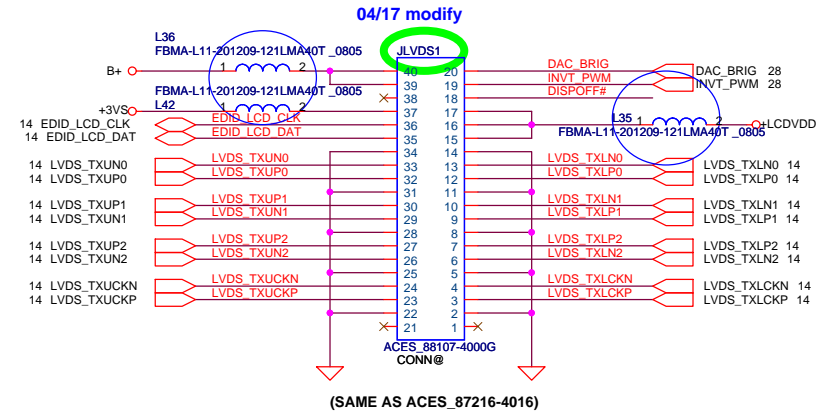 04/17 modify
L36
FBMA-L11-201209-121LMA40T _0805
JLVDS1
B+ 1 2 40 20 DAC_BRIG DAC_BRIG 28
FBMA-L11-201209-121LMA40T _0805 39 19 INVT_PWM INVT_PWM 28
+3VS L42 1 2 38 18 DISPOFF#
37 17 L35 1 2 +LCDVDD
14 EDID_LCD_CLK EDID_LCD_CLK 36 16 FBMA-L11-201209-121LMA40T _0805
14 EDID_LCD_DAT EDID_LCD_DAT 35 15
34 14
14 LVDS_TXUN0 LVDS_TXUN0 33 13 LVDS_TXLN0 LVDS_TXLN0 14
14 LVDS_TXUP0 LVDS_TXUP0 32 12 LVDS_TXLP0 LVDS_TXLP0 14
31 11
14 LVDS_TXUP1 LVDS_TXUP1 30 10 LVDS_TXLN1 LVDS_TXLN1 14
14 LVDS_TXUN1 LVDS_TXUN1 29 9 LVDS_TXLP1 LVDS_TXLP1 14
28 8
14 LVDS_TXUP2 LVDS_TXUP2 27 7 LVDS_TXLP2 LVDS_TXLP2 14
14 LVDS_TXUN2 LVDS_TXUN2 26 6 LVDS_TXLN2 LVDS_TXLN2 14
25 5
14 LVDS_TXUCKN LVDS_TXUCKN 24 4 LVDS_TXLCKN LVDS_TXLCKN 14
14 LVDS_TXUCKP LVDS_TXUCKP 23 3 LVDS_TXLCKP LVDS_TXLCKP 14
22 2
21 1
ACES_88107-4000G
CONN@
(SAME AS ACES_87216-4016)